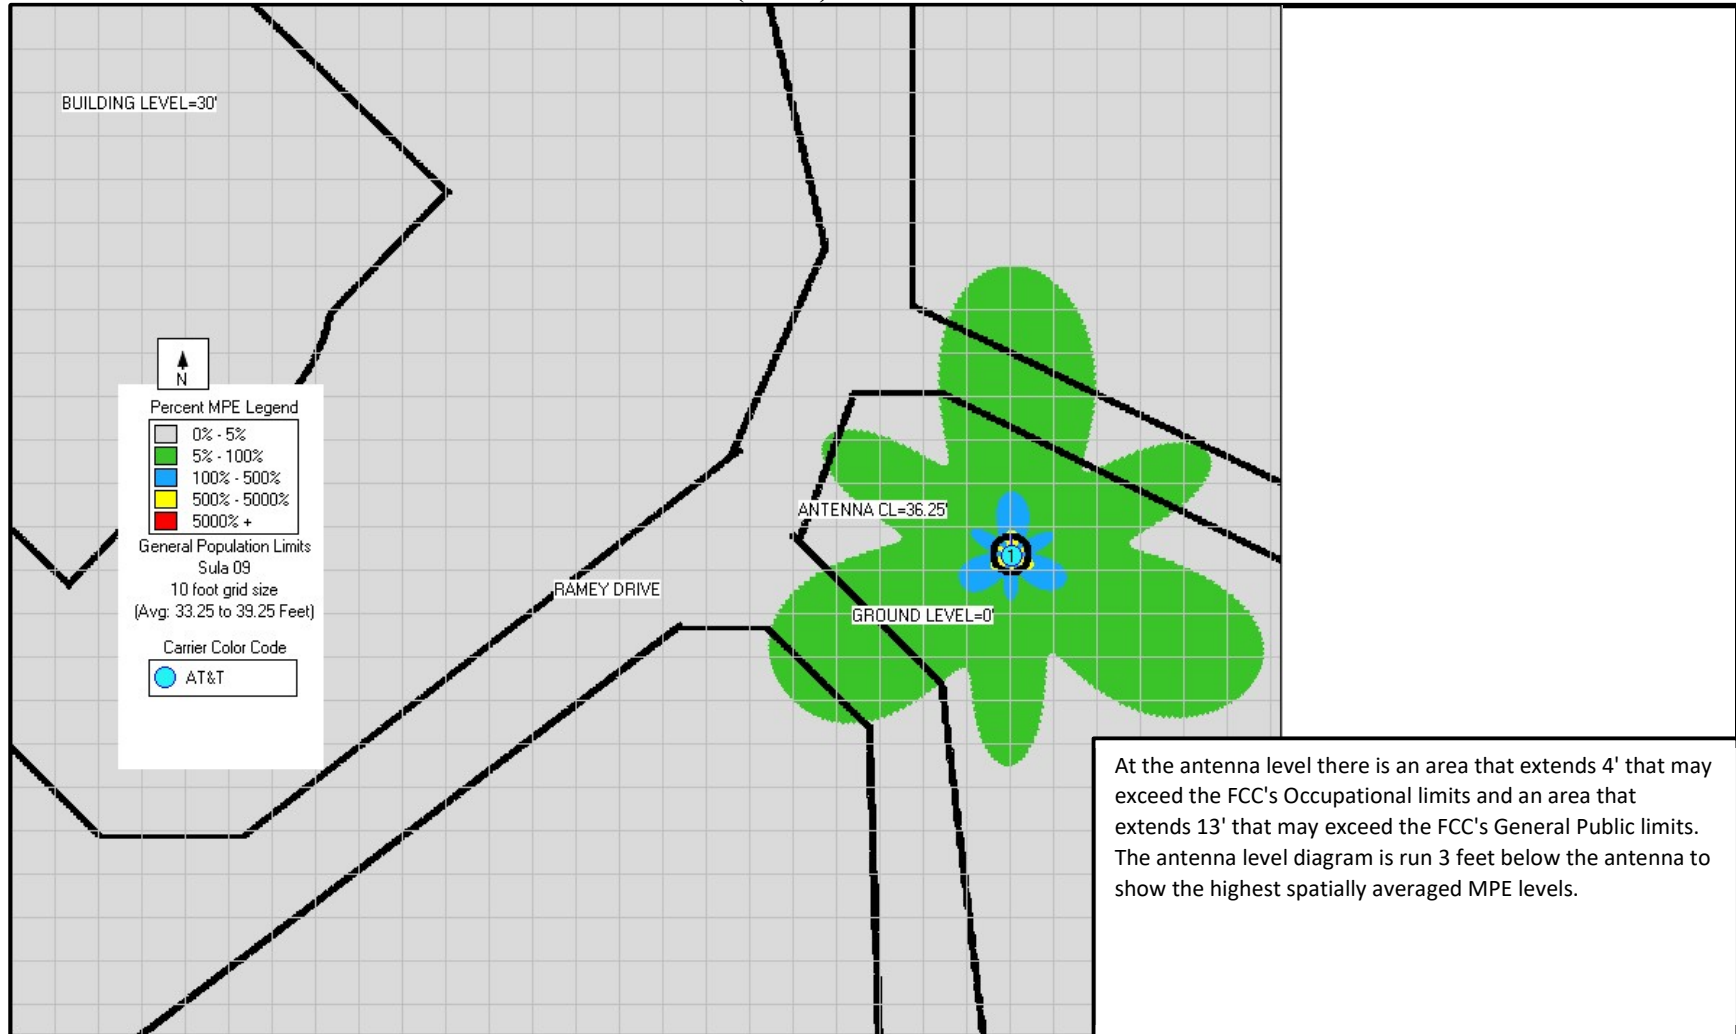 BUILDING LEVEL=30'
N
Percent MPE Legend
0% - 5%
5% - 100%
100% - 500%
500% - 5000%
5000% +
General Population Limits
Sula 09
10 foot grid size
(Avg: 33.25 to 39.25 Feet)
Carrier Color Code
AT&T
ANTENNA CL=36.25'
1
RAMEY DRIVE
GROUND LEVEL=0'
At the antenna level there is an area that extends 4' that may
exceed the FCC's Occupational limits and an area that
extends 13' that may exceed the FCC's General Public limits.
The antenna level diagram is run 3 feet below the antenna to
show the highest spatially averaged MPE levels.